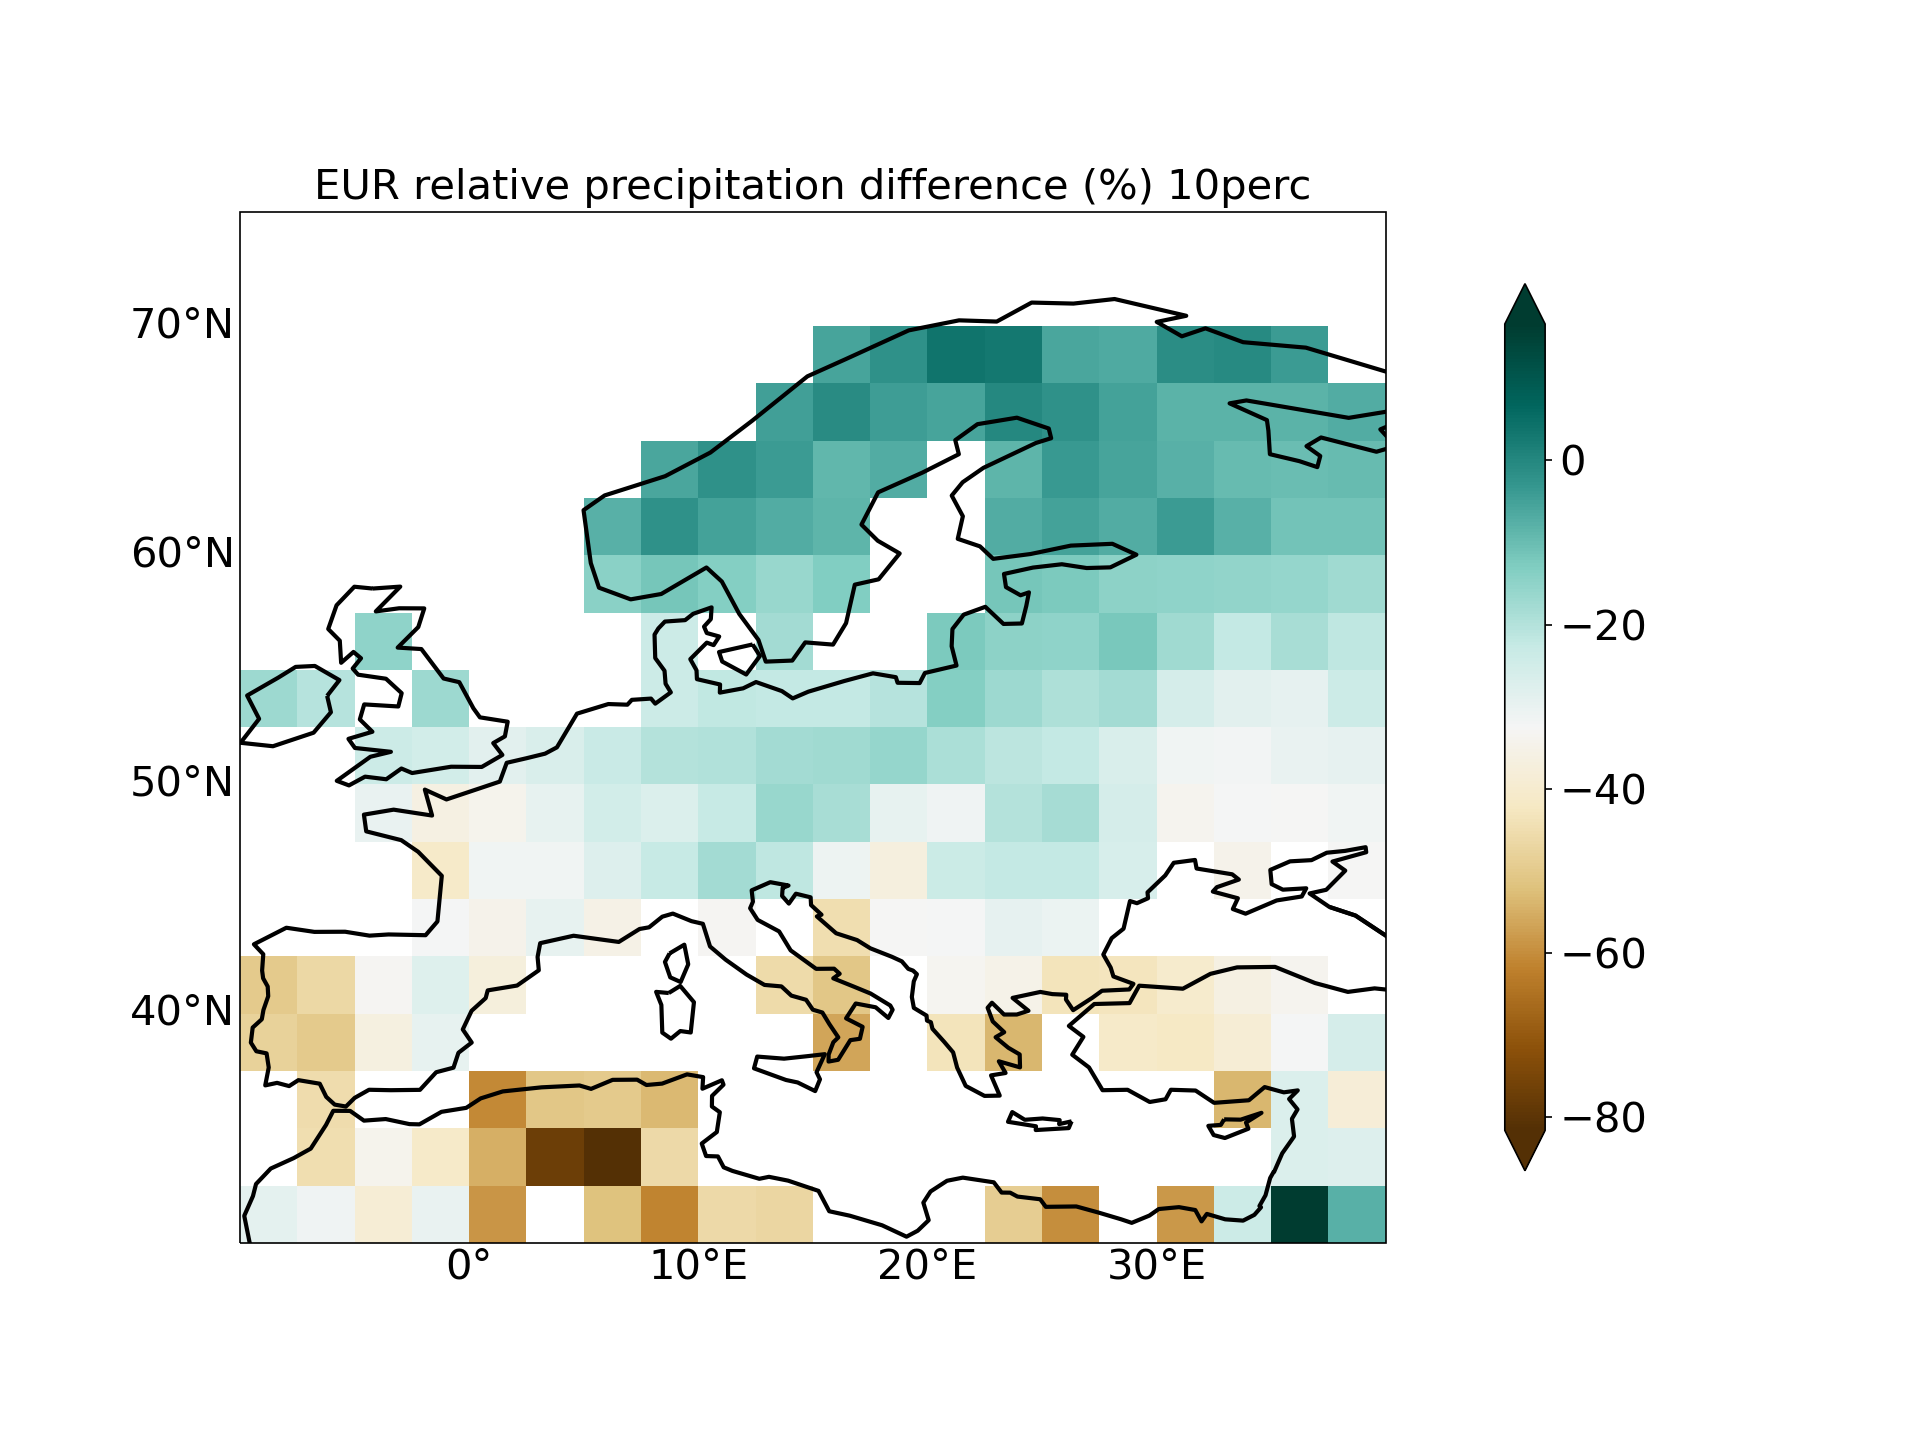 EUR relative precipitation difference (%) 10perc
70°N
60°N
50°N
40°N
0°
10°E
20°E
30°E
0
−20
−40
−60
−80